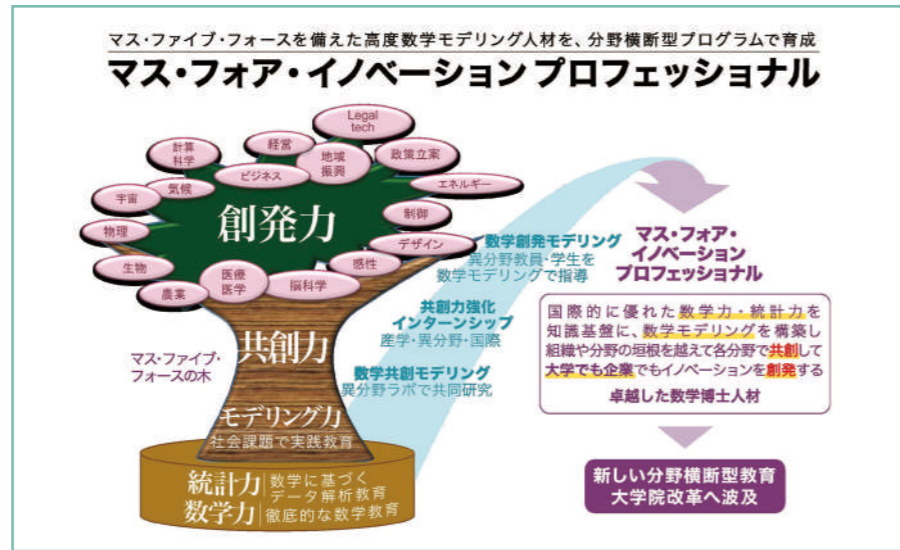 マス・ファイブ・フォースを備えた高度数学モデリング人材を、分野横断型プログラムで育成
マス・フォア・イノベーション プロフェッショナル
Legal
tech
経営
計算
科学
地域
振興
政策立案
ビジネス
気候
エネルギー
宇宙
制御
物理
創発力
デザイン
生物
感性
医療
医学
脳科学
農業
共創力
マス・ファイブ・
フォースの木
モデリング力
社会課題で実践教育
統計力
数学に基づく
データ解析教育
数学力
徹底的な数学教育
数学創発モデリング
異分野教員・学生を
数学モデリングで指導
共創力強化
インターンシップ
産学・異分野・国際
数学共創モデリング
異分野ラボで共同研究
マス・フォア・
イノベーション
プロフェッショナル
国際的に優れた数学力・統計力を
知識基盤に、数学モデリングを構築し
組織や分野の垣根を越えて各分野で共創して
大学でも企業でもイノベーションを創発する
卓越した数学博士人材
新しい分野横断型教育
大学院改革へ波及